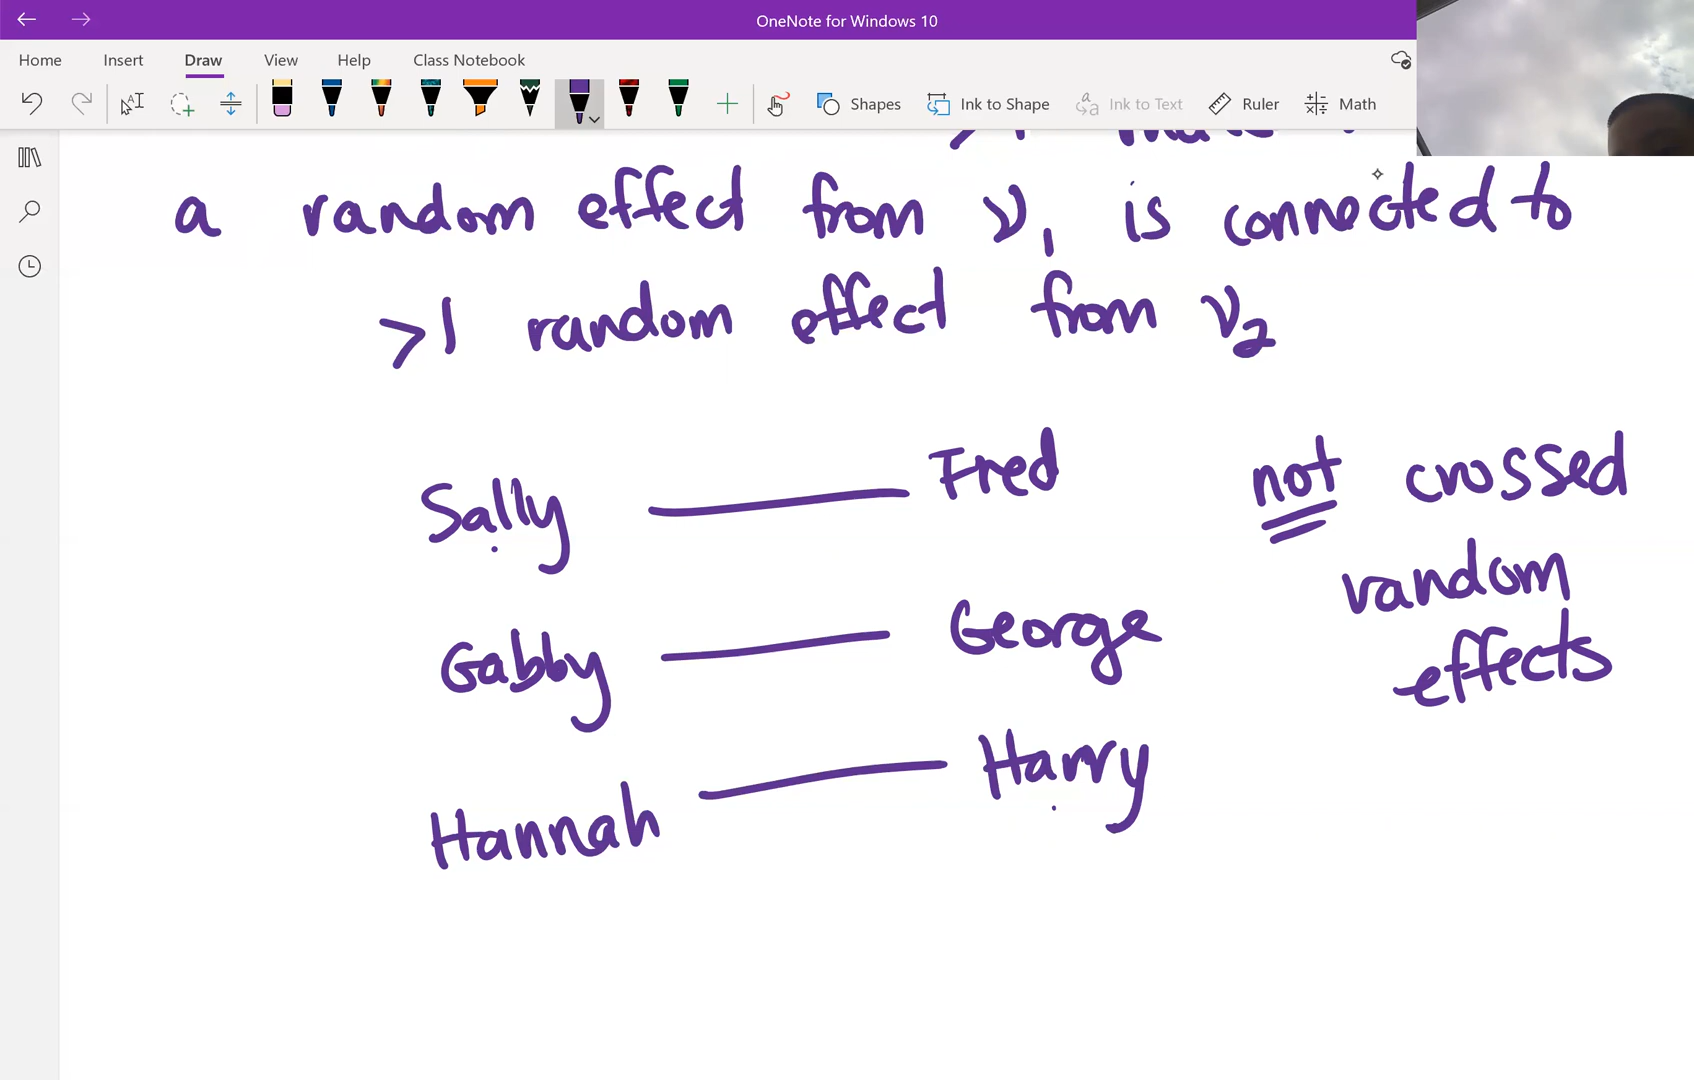 OneNote for Windows 10
Home Insert Draw View Help Class Notebook
Shapes Ink to Shape Ink to Text Ruler Math
a random effect from ν1 is connected to
>1 random effect from ν2
Sally — Fred not crossed
random
Gabby — George effects
Hannah — Harry